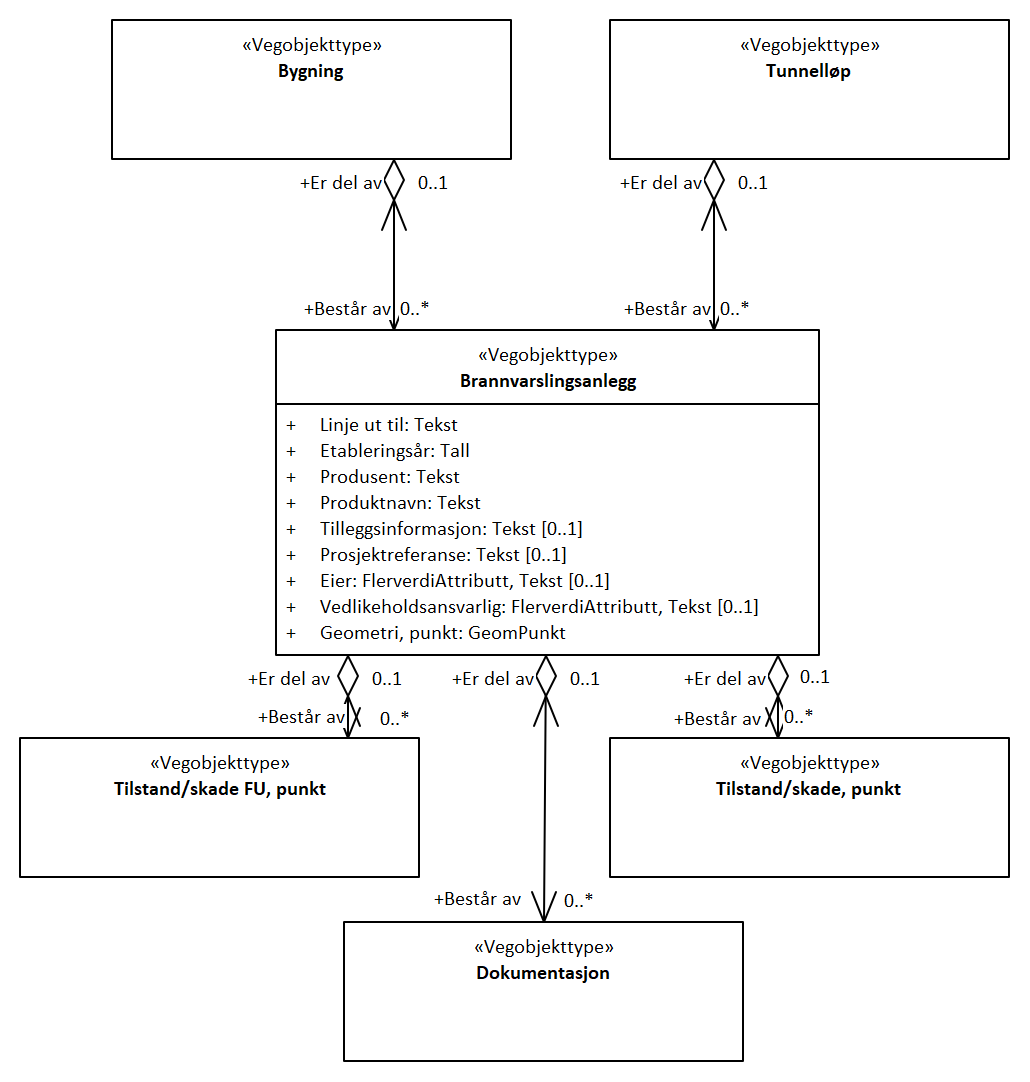 «Vegobjekttype»
Bygning
«Vegobjekttype»
Tunnelløp
+Er del av 0..1
+Er del av 0..1
+Består av 0..*
+Består av 0..*
«Vegobjekttype»
Brannvarslingsanlegg
+ Linje ut til: Tekst
+ Etableringsår: Tall
+ Produsent: Tekst
+ Produktnavn: Tekst
+ Tilleggsinformasjon: Tekst [0..1]
+ Prosjektreferanse: Tekst [0..1]
+ Eier: FlerverdiAttributt, Tekst [0..1]
+ Vedlikeholdsansvarlig: FlerverdiAttributt, Tekst [0..1]
+ Geometri, punkt: GeomPunkt
+Er del av 0..1
+Er del av 0..1
+Er del av 0..1
+Består av 0..*
+Består av 0..*
«Vegobjekttype»
Tilstand/skade FU, punkt
«Vegobjekttype»
Tilstand/skade, punkt
+Består av 0..*
«Vegobjekttype»
Dokumentasjon